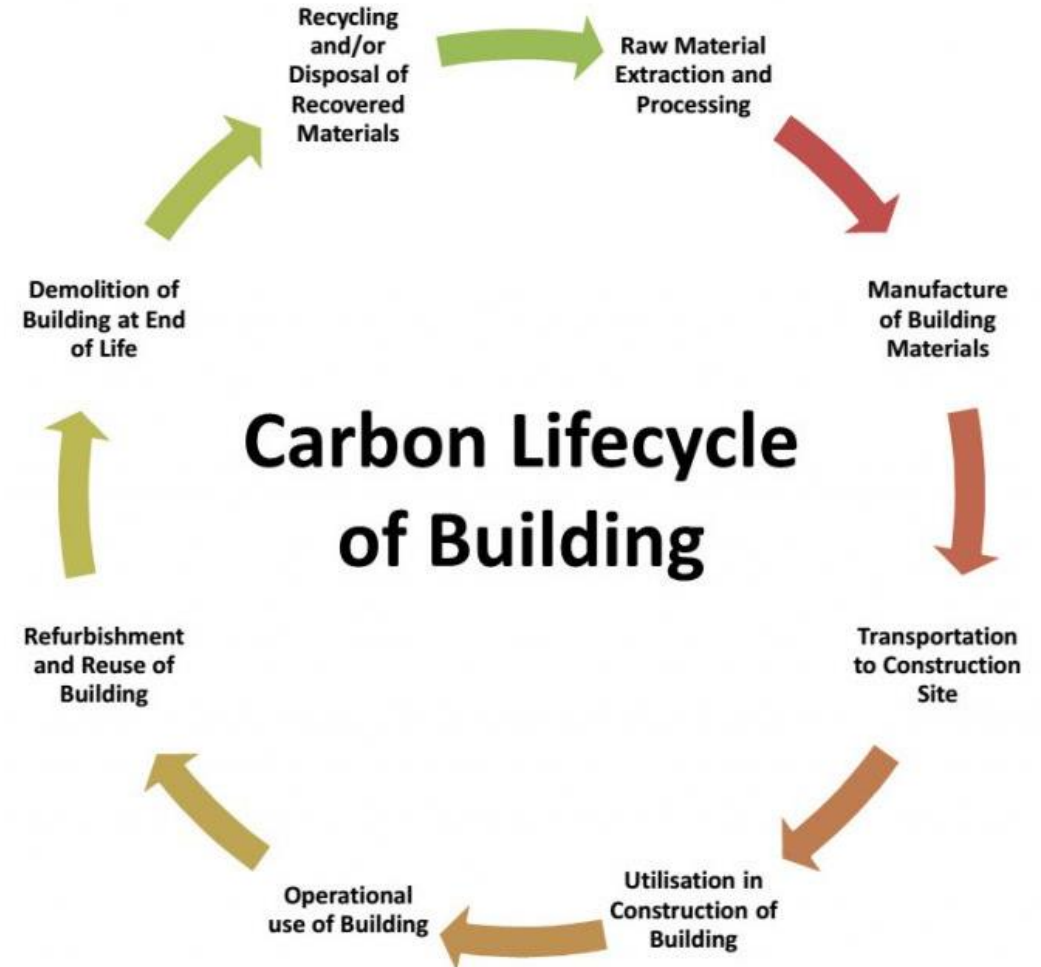 Carbon Lifecycle
of Building
Raw Material
Extraction and
Processing
Manufacture
of Building
Materials
Transportation
to Construction
Site
Utilisation in
Construction of
Building
Operational
use of Building
Refurbishment
and Reuse of
Building
Demolition of
Building at End
of Life
Recycling
and/or
Disposal of
Recovered
Materials